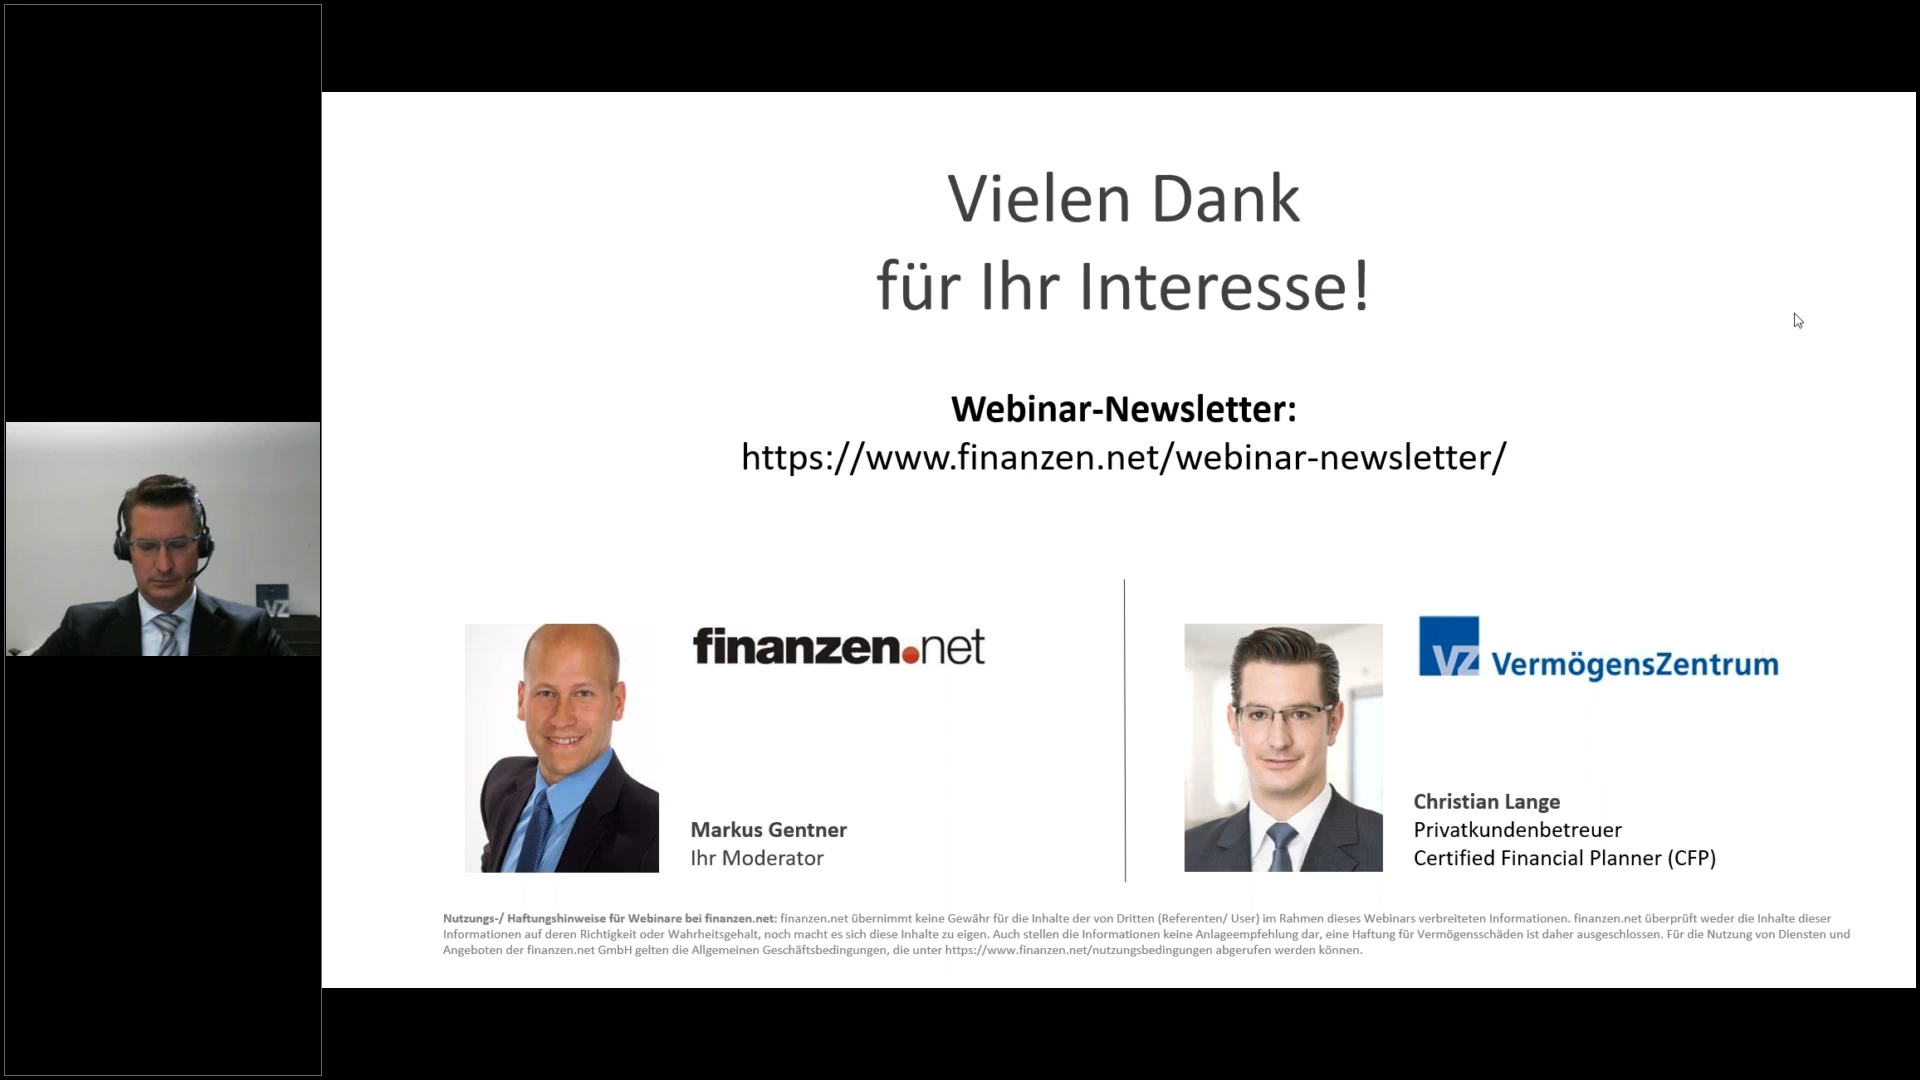 Vielen Dank
für Ihr Interesse!
Webinar-Newsletter:
https://www.finanzen.net/webinar-newsletter/
VZ
finanzen.net
Markus Gentner
Ihr Moderator
VZ VermögensZentrum
Christian Lange
Privatkundenbetreuer
Certified Financial Planner (CFP)
Nutzungs-/ Haftungshinweise für Webinare bei finanzen.net: finanzen.net übernimmt keine Gewähr für die Inhalte der von Dritten (Referenten/ User) im Rahmen dieses Webinars verbreiteten Informationen. finanzen.net überprüft weder die Inhalte dieser
Informationen auf deren Richtigkeit oder Wahrheitsgehalt, noch macht es sich diese Inhalte zu eigen. Auch stellen die Informationen keine Anlageempfehlung dar, eine Haftung für Vermögensschäden ist daher ausgeschlossen. Für die Nutzung von Diensten und
Angeboten der finanzen.net GmbH gelten die Allgemeinen Geschäftsbedingungen, die unter https://www.finanzen.net/nutzungsbedingungen abgerufen werden können.